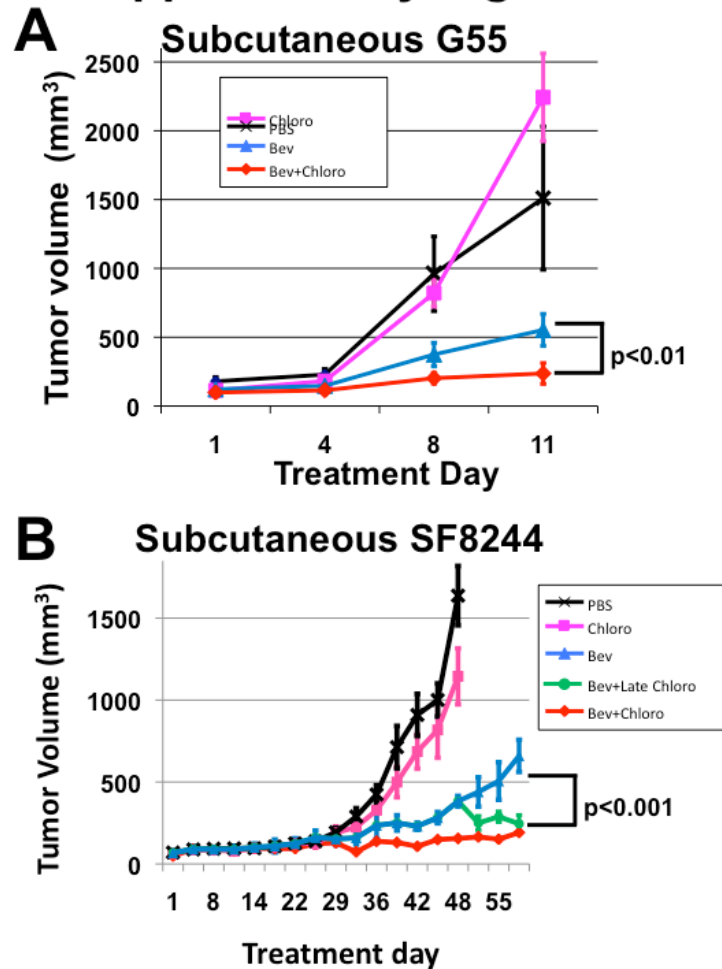 A
Subcutaneous G55
Tumor volume (mm³)
2500
2000
1500
1000
500
0
Chloro
PBS
Bev
Bev+Chloro
p<0.01
1 4 8 11
Treatment Day
B
Subcutaneous SF8244
Tumor Volume (mm³)
1500
1000
500
0
PBS
Chloro
Bev
Bev+Late Chloro
Bev+Chloro
p<0.001
1 8 14 22 29 36 42 48 55
Treatment day